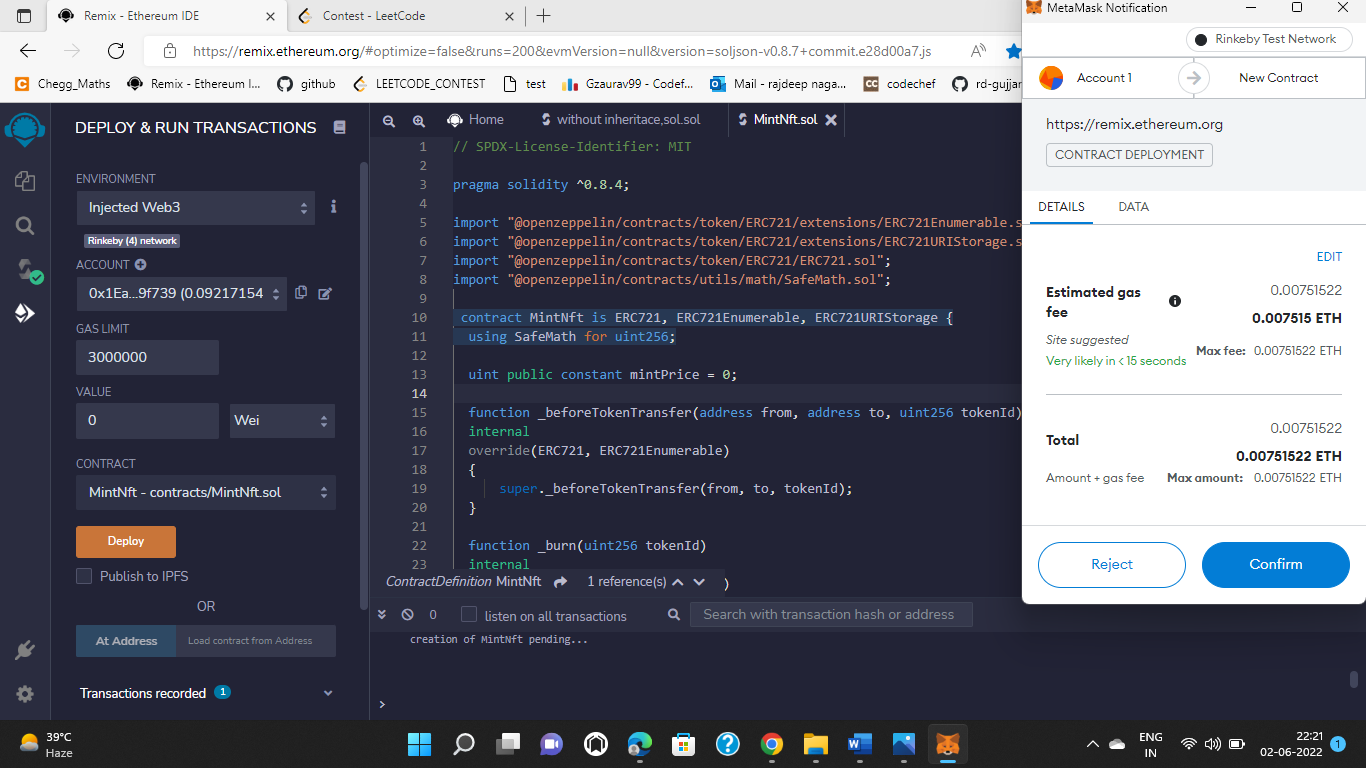 Remix - Ethereum IDE
Contest - LeetCode
https://remix.ethereum.org/#optimize=false&runs=200&evmVersion=null&version=soljson-v0.8.7+commit.e28d00a7.js
Chegg_Maths
Remix - Ethereum I...
github
LEETCODE_CONTEST
test
Gzaurav99 - Codef...
Mail - rajdeep naga...
codechef
rd-gujjar
DEPLOY & RUN TRANSACTIONS
ENVIRONMENT
Injected Web3
Rinkeby (4) network
ACCOUNT
0x1Ea...9f739 (0.09217154
GAS LIMIT
3000000
VALUE
0
Wei
CONTRACT
MintNft - contracts/MintNft.sol
Deploy
Publish to IPFS
OR
At Address
Load contract from Address
Transactions recorded 1
Home
without inheritace,sol.sol
MintNft.sol
1 // SPDX-License-Identifier: MIT
2
3 pragma solidity ^0.8.4;
4
5 import "@openzeppelin/contracts/token/ERC721/extensions/ERC721Enumerable.s
6 import "@openzeppelin/contracts/token/ERC721/extensions/ERC721URIStorage.s
7 import "@openzeppelin/contracts/token/ERC721/ERC721.sol";
8 import "@openzeppelin/contracts/utils/math/SafeMath.sol";
9
10 contract MintNft is ERC721, ERC721Enumerable, ERC721URIStorage {
11 using SafeMath for uint256;
12
13 uint public constant mintPrice = 0;
14
15 function _beforeTokenTransfer(address from, address to, uint256 tokenId)
16 internal
17 override(ERC721, ERC721Enumerable)
18 {
19 super._beforeTokenTransfer(from, to, tokenId);
20 }
21
22 function _burn(uint256 tokenId)
23 internal
ContractDefinition MintNft
1 reference(s)
)
0
listen on all transactions
Search with transaction hash or address
creation of MintNft pending...
>
MetaMask Notification
Rinkeby Test Network
Account 1
New Contract
https://remix.ethereum.org
CONTRACT DEPLOYMENT
DETAILS
DATA
EDIT
Estimated gas fee
0.00751522
0.007515 ETH
Site suggested
Very likely in < 15 seconds
Max fee: 0.00751522 ETH
Total
0.00751522
0.00751522 ETH
Amount + gas fee
Max amount: 0.00751522 ETH
Reject
Confirm
39°C
Haze
ENG
IN
22:21
02-06-2022
1